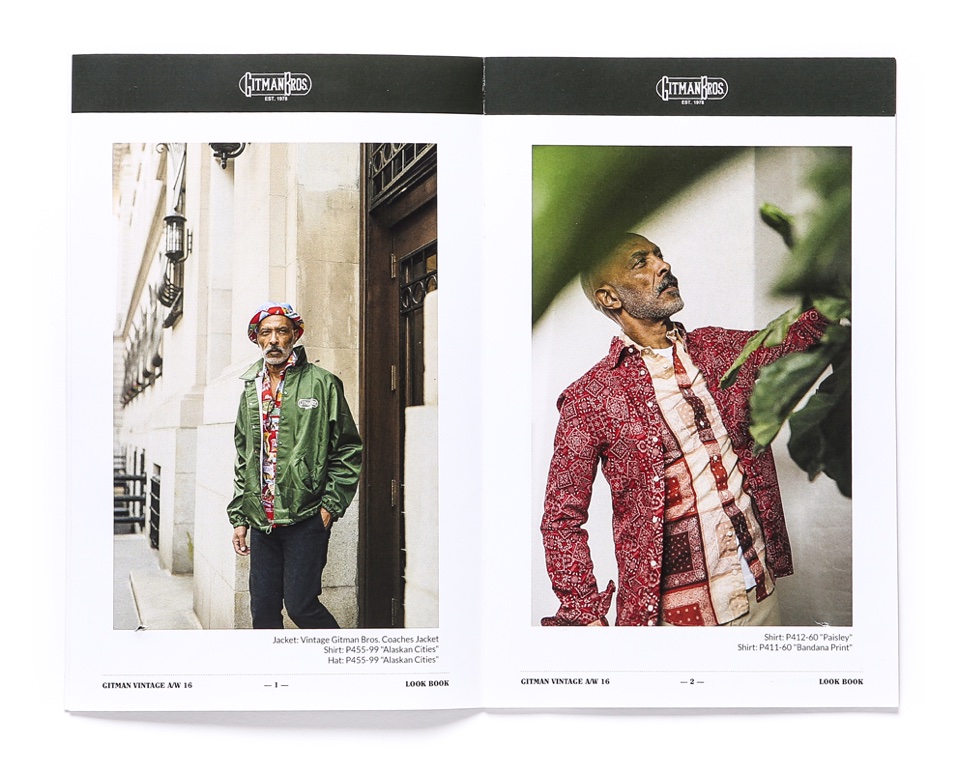 GITMAN BROS.
EST. 1978
GITMAN BROS
Jacket: Vintage Gitman Bros. Coaches Jacket
Shirt: P455-99 "Alaskan Cities"
Hat: P455-99 "Alaskan Cities"
GITMAN VINTAGE A/W 16
— 1 —
LOOK BOOK
GITMAN BROS.
EST. 1978
Shirt: P412-60 "Paisley"
Shirt: P411-60 "Bandana Print"
GITMAN VINTAGE A/W 16
— 2 —
LOOK BOOK